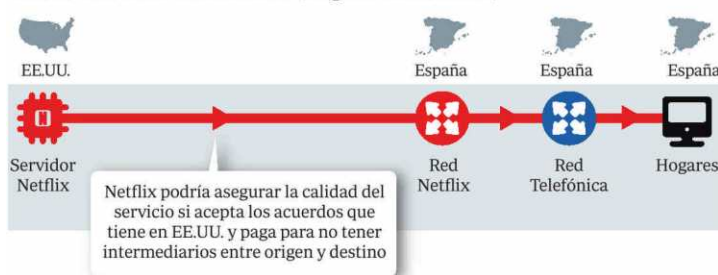 EE.UU.
España
España
España
N
Servidor
Netflix
Red
Netflix
Red
Telefónica
Hogares
Netflix podría asegurar la calidad del
servicio si acepta los acuerdos que
tiene en EE.UU. y paga para no tener
intermediarios entre origen y destino